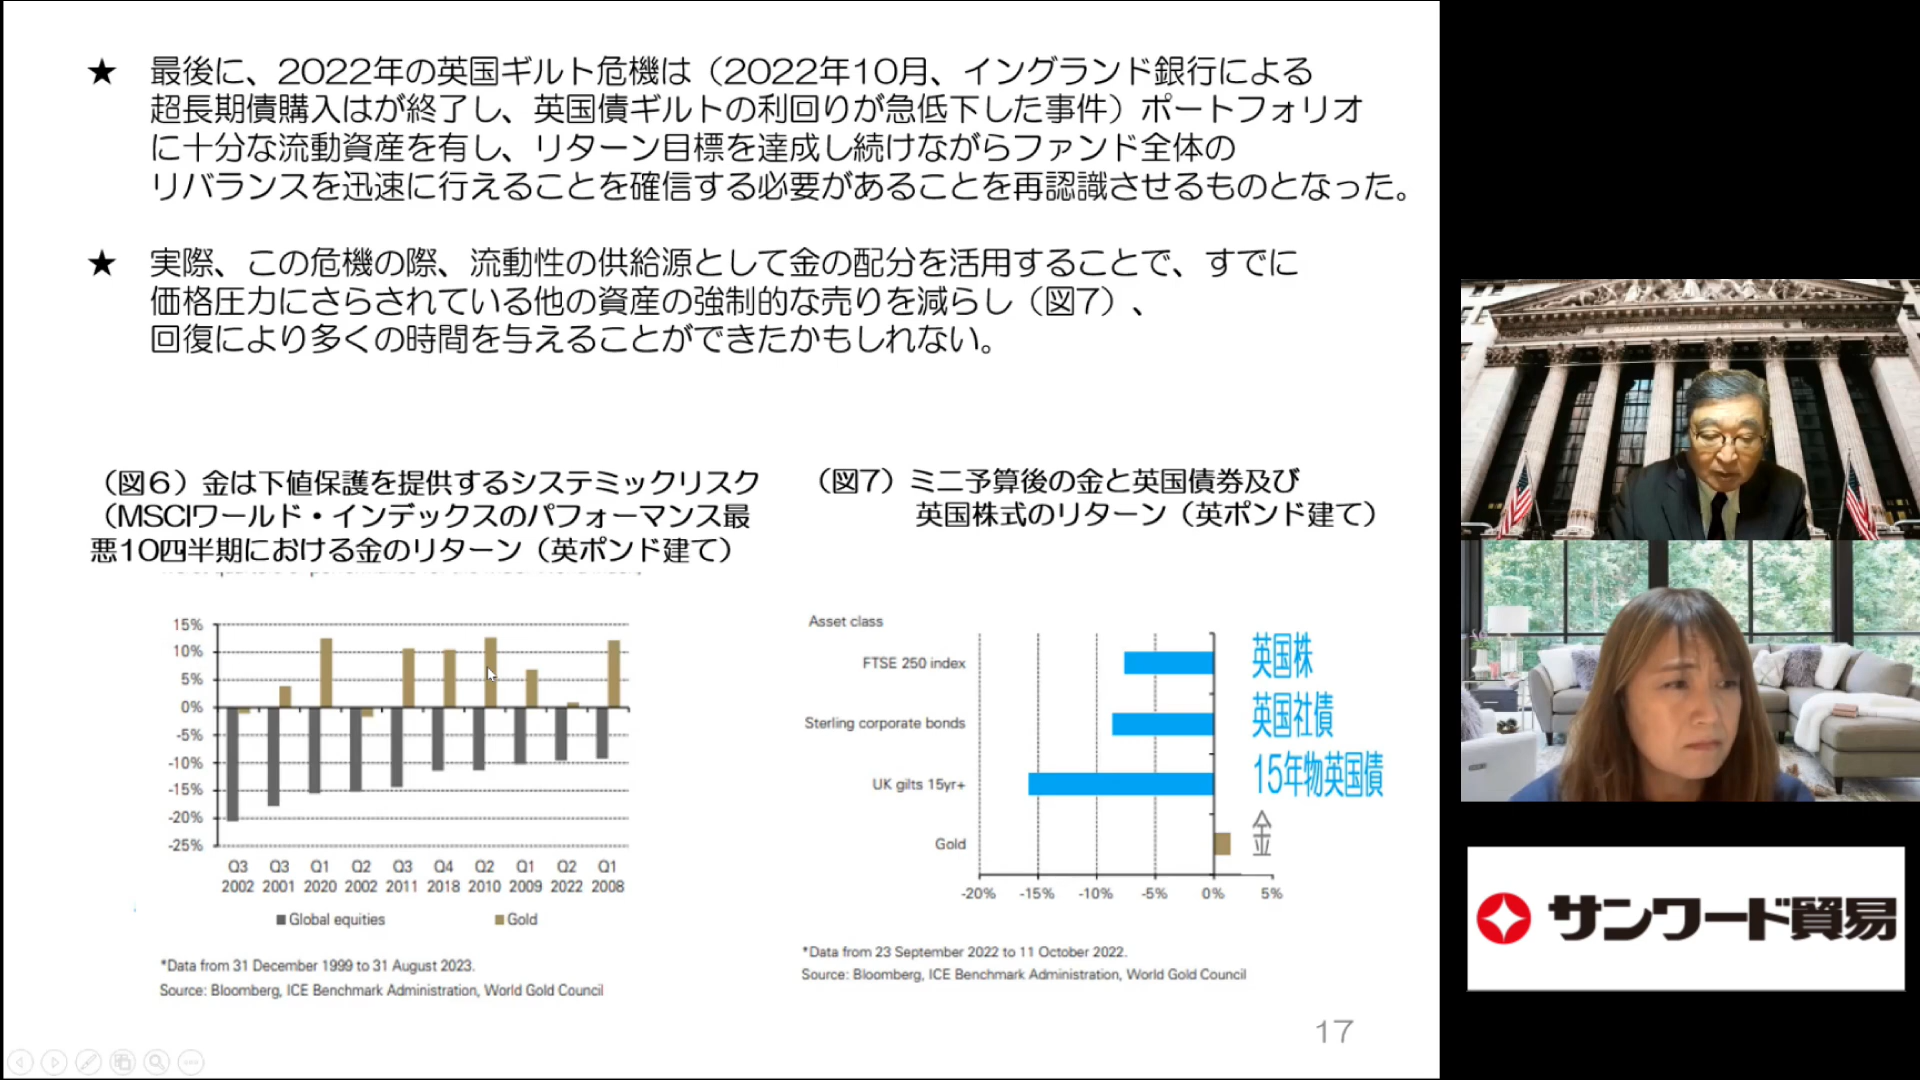 ★ 最後に、2022年の英国ギルト危機は（2022年10月、イングランド銀行による
超長期債購入はが終了し、英国債ギルトの利回りが急低下した事件）ポートフォリオ
に十分な流動資産を有し、リターン目標を達成し続けながらファンド全体の
リバランスを迅速に行えることを確信する必要があることを再認識させるものとなった。
★ 実際、この危機の際、流動性の供給源として金の配分を活用することで、すでに
価格圧力にさらされている他の資産の強制的な売りを減らし（図7）、
回復により多くの時間を与えることができたかもしれない。
（図６）金は下値保護を提供するシステミックリスク
（MSCIワールド・インデックスのパフォーマンス最
悪10四半期における金のリターン（英ポンド建て）
15%
10%
5%
0%
-5%
-10%
-15%
-20%
-25%
Q3 Q3 Q1 Q2 Q3 Q4 Q2 Q1 Q2 Q1
2002 2001 2020 2002 2011 2018 2010 2009 2022 2008
Global equities Gold
*Data from 31 December 1999 to 31 August 2023.
Source: Bloomberg, ICE Benchmark Administration, World Gold Council
（図7）ミニ予算後の金と英国債券及び
英国株式のリターン（英ポンド建て）
Asset class
FTSE 250 index 英国株
Sterling corporate bonds 英国社債
UK gilts 15yr+ 15年物英国債
Gold 金
-20% -15% -10% -5% 0% 5%
*Data from 23 September 2022 to 11 October 2022.
Source: Bloomberg, ICE Benchmark Administration, World Gold Council
17
サンワード貿易